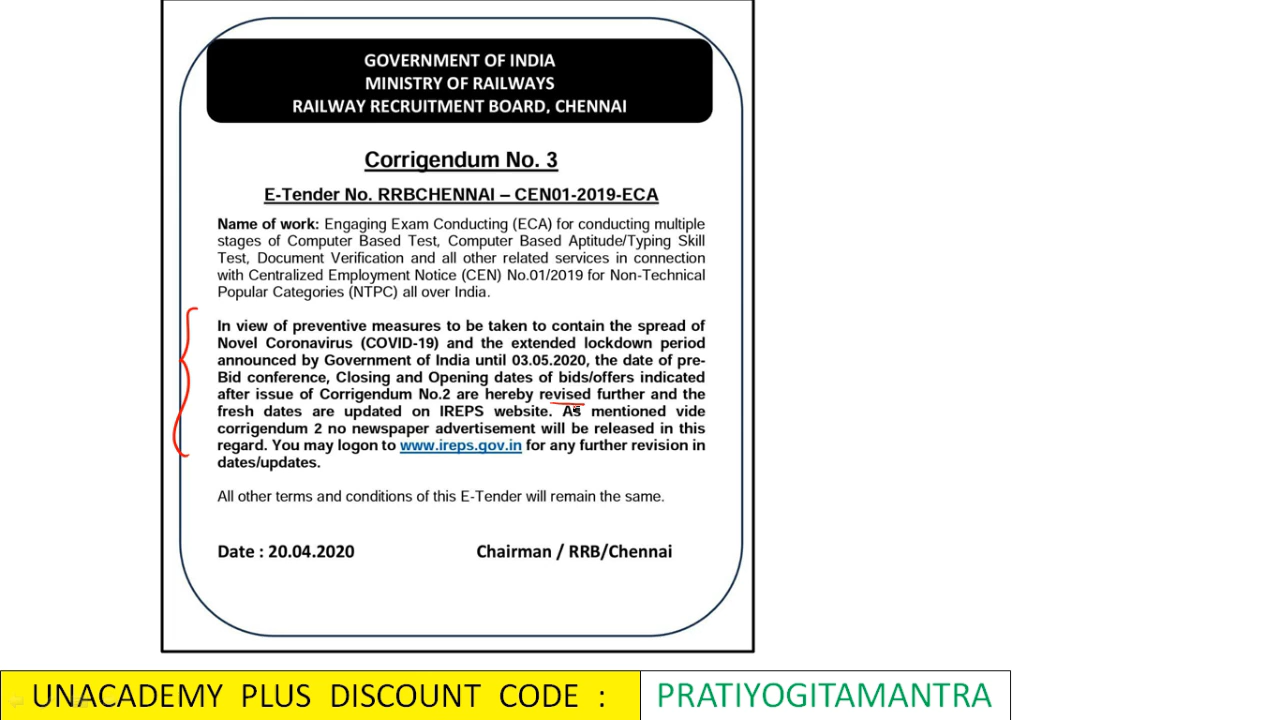 GOVERNMENT OF INDIA
MINISTRY OF RAILWAYS
RAILWAY RECRUITMENT BOARD, CHENNAI
Corrigendum No. 3
E-Tender No. RRBCHENNAI – CEN01-2019-ECA
Name of work: Engaging Exam Conducting (ECA) for conducting multiple
stages of Computer Based Test, Computer Based Aptitude/Typing Skill
Test, Document Verification and all other related services in connection
with Centralized Employment Notice (CEN) No.01/2019 for Non-Technical
Popular Categories (NTPC) all over India.
In view of preventive measures to be taken to contain the spread of
Novel Coronavirus (COVID-19) and the extended lockdown period
announced by Government of India until 03.05.2020, the date of pre-
Bid conference, Closing and Opening dates of bids/offers indicated
after issue of Corrigendum No.2 are hereby revised further and the
fresh dates are updated on IREPS website. As mentioned vide
corrigendum 2 no newspaper advertisement will be released in this
regard. You may logon to www.ireps.gov.in for any further revision in
dates/updates.
All other terms and conditions of this E-Tender will remain the same.
Date : 20.04.2020 Chairman / RRB/Chennai
UNACADEMY PLUS DISCOUNT CODE : PRATIYOGITAMANTRA